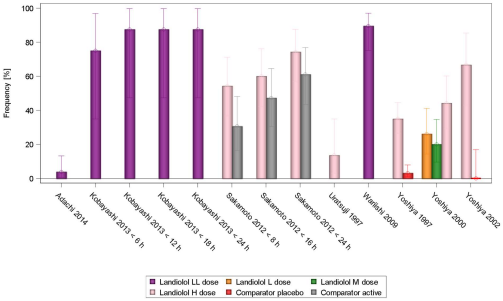 Frequency [%]
100
80
60
40
20
0
Adachi 2014
Kobayashi 2013 < 6 h
Kobayashi 2013 < 12 h
Kobayashi 2013 < 18 h
Kobayashi 2013 < 24 h
Sakamoto 2012 < 8 h
Sakamoto 2012 < 16 h
Sakamoto 2012 < 24 h
Uratsuji 1997
Wariishi 2009
Yoshiya 1997
Yoshiya 2000
Yoshiya 2002
Landiolol LL dose
Landiolol L dose
Landiolol M dose
Landiolol H dose
Comparator placebo
Comparator active